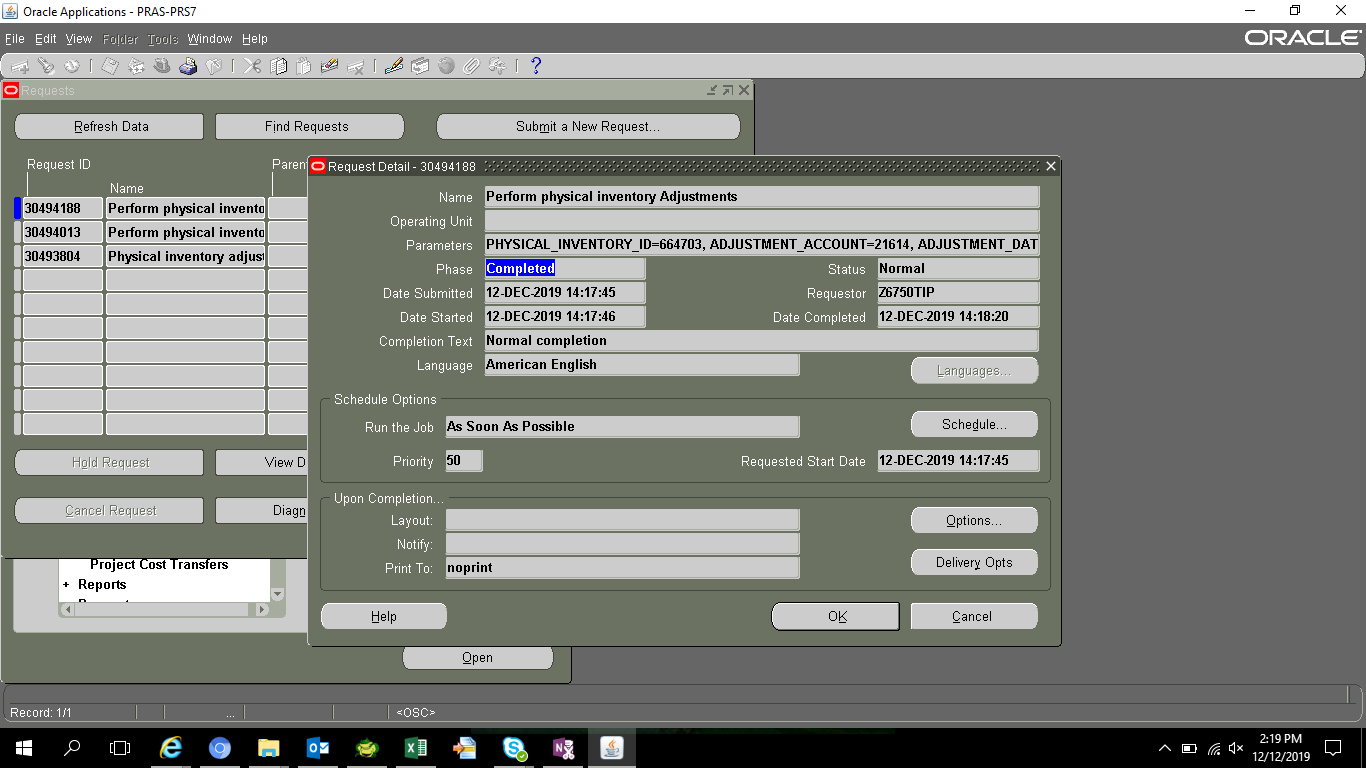 Oracle Applications - PRAS-PRS7
File Edit View Folder Tools Window Help
ORACLE
Requests
Refresh Data Find Requests Submit a New Request...
Request ID
Name
30494188 Perform physical invento
30494013 Perform physical invento
30493804 Physical inventory adjust
Hold Request
Cancel Request
Project Cost Transfers
+ Reports
Open
Request Detail - 30494188
Name Perform physical inventory Adjustments
Operating Unit
Parameters PHYSICAL_INVENTORY_ID=664703, ADJUSTMENT_ACCOUNT=21614, ADJUSTMENT_DAT
Phase Completed Status Normal
Date Submitted 12-DEC-2019 14:17:45 Requestor Z6750TIP
Date Started 12-DEC-2019 14:17:46 Date Completed 12-DEC-2019 14:18:20
Completion Text Normal completion
Language American English
Languages...
Schedule Options
Run the Job As Soon As Possible Schedule...
Priority 50 Requested Start Date 12-DEC-2019 14:17:45
Upon Completion...
Layout: Options...
Notify:
Print To: noprint Delivery Opts
Help OK Cancel
Record: 1/1 ... <OSC>
2:19 PM
12/12/2019